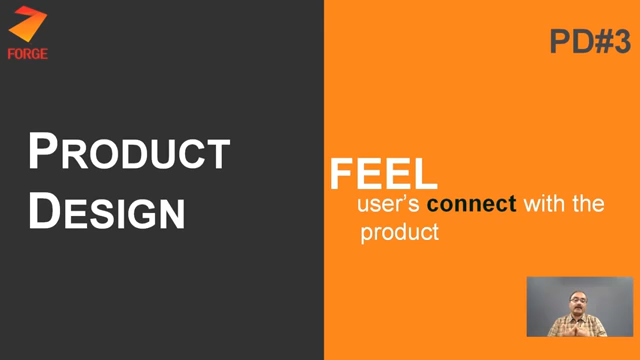 FORGE
PD#3
PRODUCT
DESIGN
FEEL
user's connect with the
product